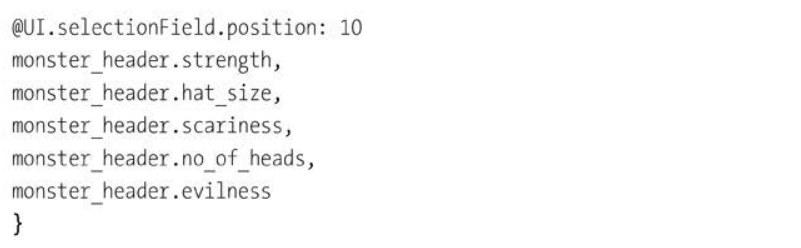 @UI.selectionField.position: 10
monster_header.strength,
monster_header.hat_size,
monster_header.scariness,
monster_header.no_of_heads,
monster_header.evilness
}